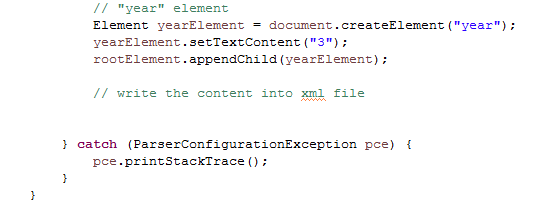 // "year" element
Element yearElement = document.createElement("year");
yearElement.setTextContent("3");
rootElement.appendChild(yearElement);
// write the content into xml file
} catch (ParserConfigurationException pce) {
pce.printStackTrace();
}
}